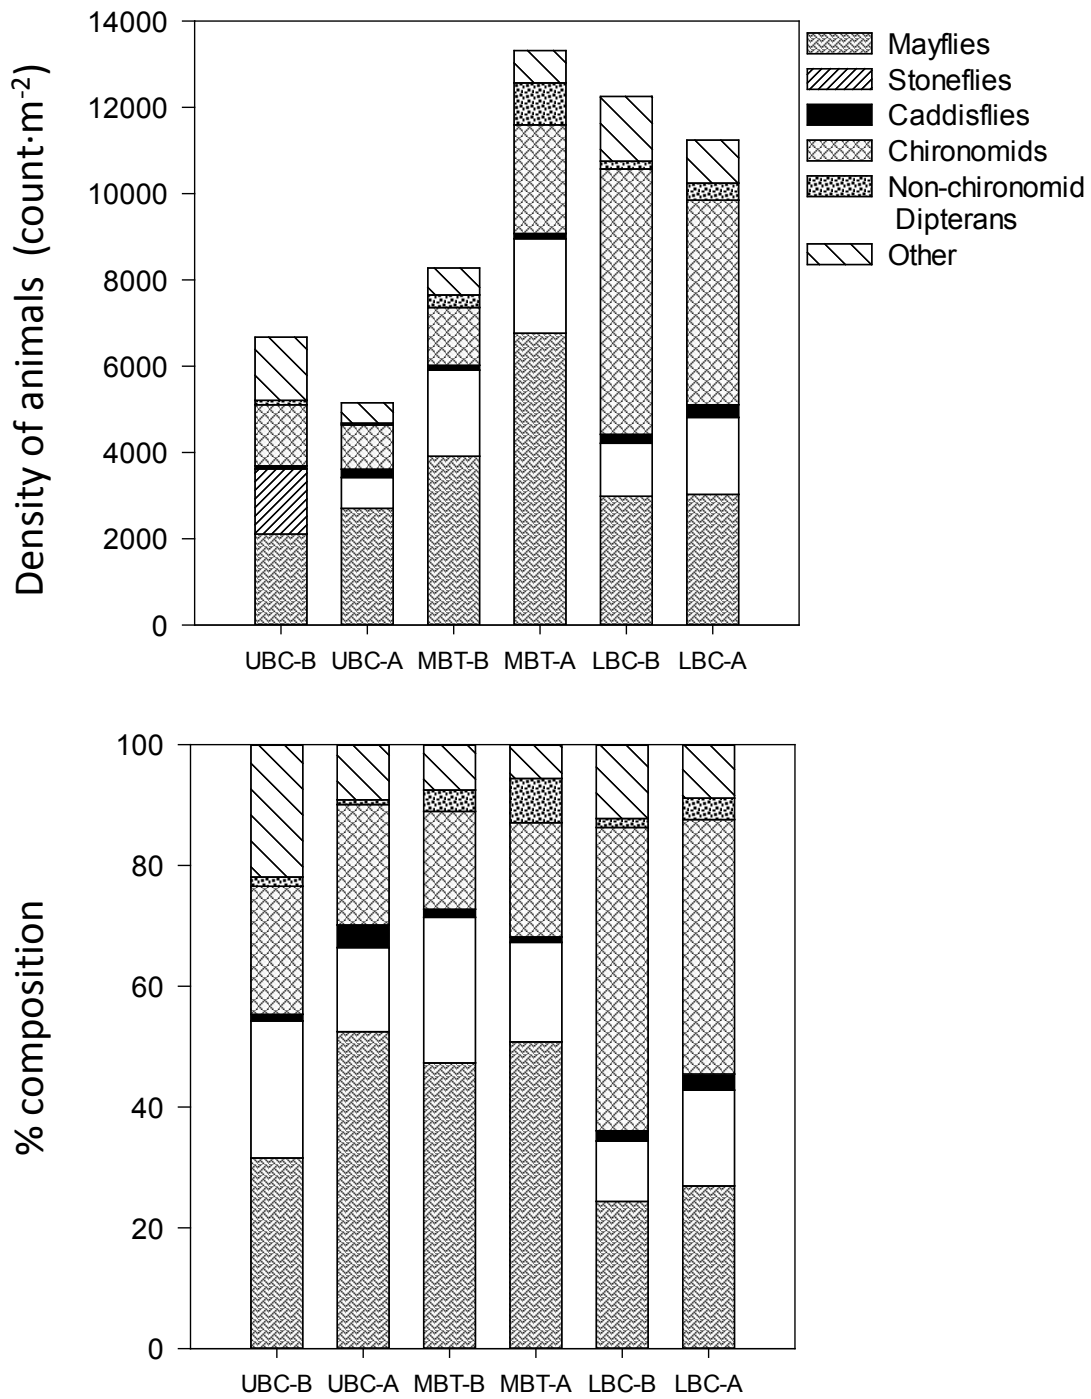 Density of animals (count·m-2)
14000
12000
10000
8000
6000
4000
2000
0
UBC-B UBC-A MBT-B MBT-A LBC-B LBC-A
Mayflies
Stoneflies
Caddisflies
Chironomids
Non-chironomid
Dipterans
Other
% composition
100
80
60
40
20
0
UBC-B UBC-A MBT-B MBT-A LBC-B LBC-A